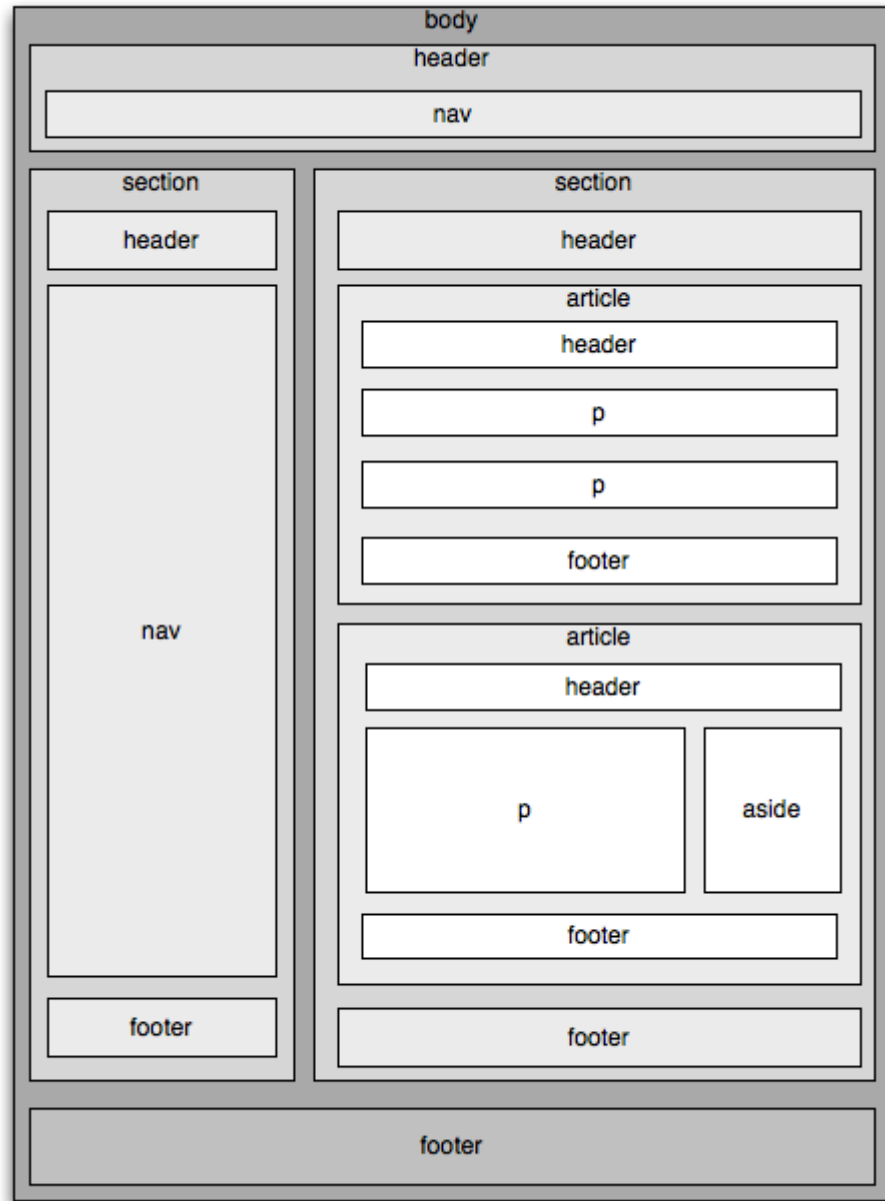 body
header
nav
section
header
nav
footer
section
header
article
header
p
p
footer
article
header
p
aside
footer
footer
footer